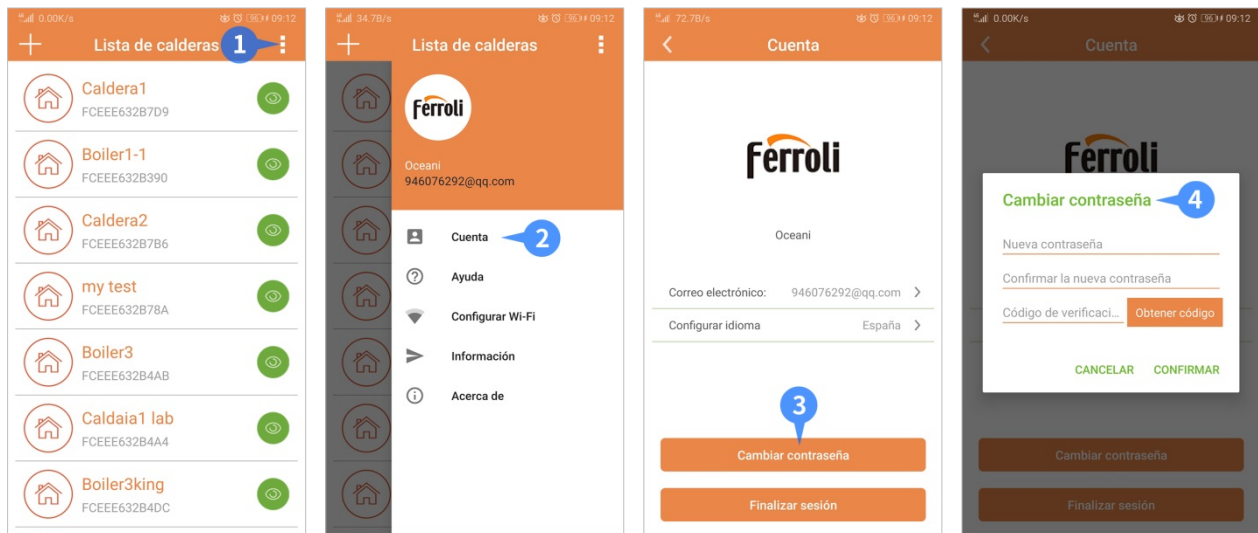 0.00K/s 96 09:12
Lista de calderas 1
Caldera1
FCEEE632B7D9
Boiler1-1
FCEEE632B390
Caldera2
FCEEE632B7B6
my test
FCEEE632B78A
Boiler3
FCEEE632B4AB
Caldaia1 lab
FCEEE632B4A4
Boiler3king
FCEEE632B4DC
34.7B/s 96 09:12
Lista de calderas
Ferroli
Oceani
946076292@qq.com
Cuenta 2
Ayuda
Configurar Wi-Fi
Información
Acerca de
72.7B/s 96 09:12
Cuenta
Ferroli
Oceani
Correo electrónico: 946076292@qq.com
Configurar idioma España
3
Cambiar contraseña
Finalizar sesión
0.00K/s 96 09:12
Cuenta
Ferroli
Cambiar contraseña 4
Nueva contraseña
Confirmar la nueva contraseña
Código de verificaci... Obtener código
CANCELAR CONFIRMAR
Cambiar contraseña
Finalizar sesión